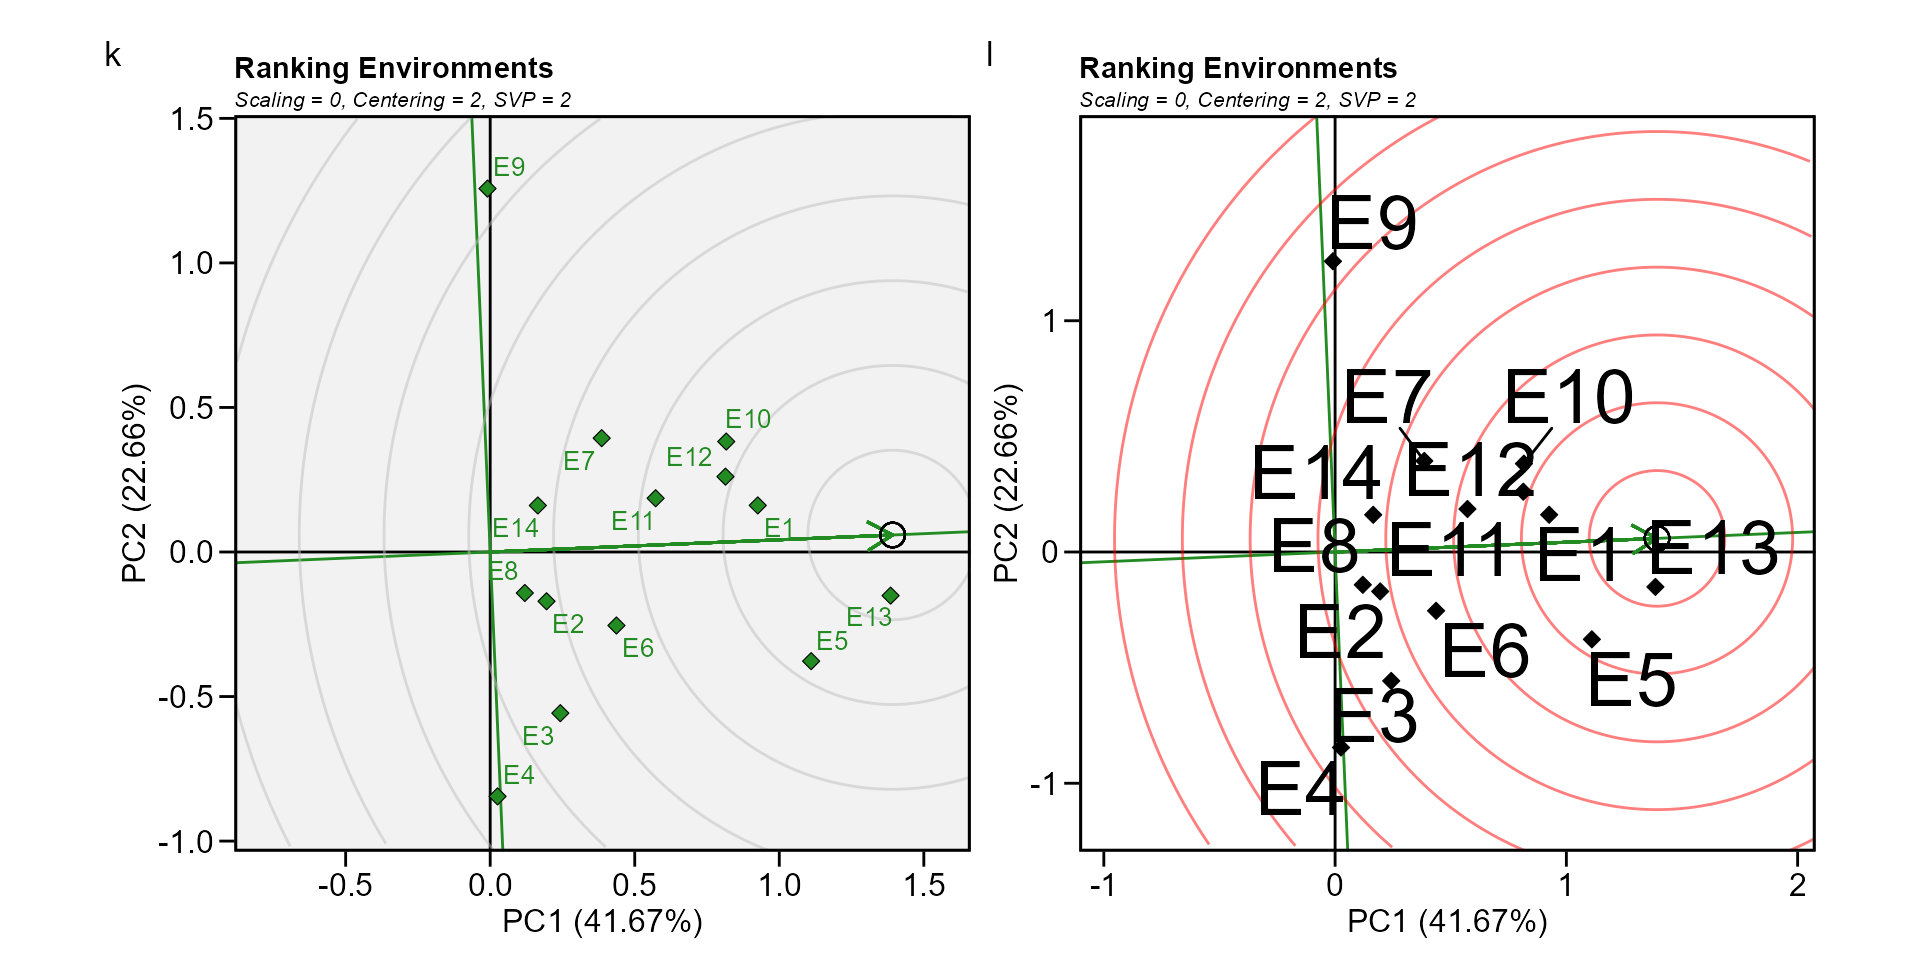 k
Ranking Environments
Scaling = 0, Centering = 2, SVP = 2
1.5
1.0
0.5
0.0
-0.5
-1.0
PC2 (22.66%)
E9
E10
E7
E12
E11
E14
E1
E8
E2
E6
E13
E5
E3
E4
-0.5
0.0
0.5
1.0
1.5
PC1 (41.67%)
l
Ranking Environments
Scaling = 0, Centering = 2, SVP = 2
1
0
-1
PC2 (22.66%)
E9
E7
E10
E14
E12
E8
E11
E1
E13
E2
E6
E5
E3
E4
-1
0
1
2
PC1 (41.67%)